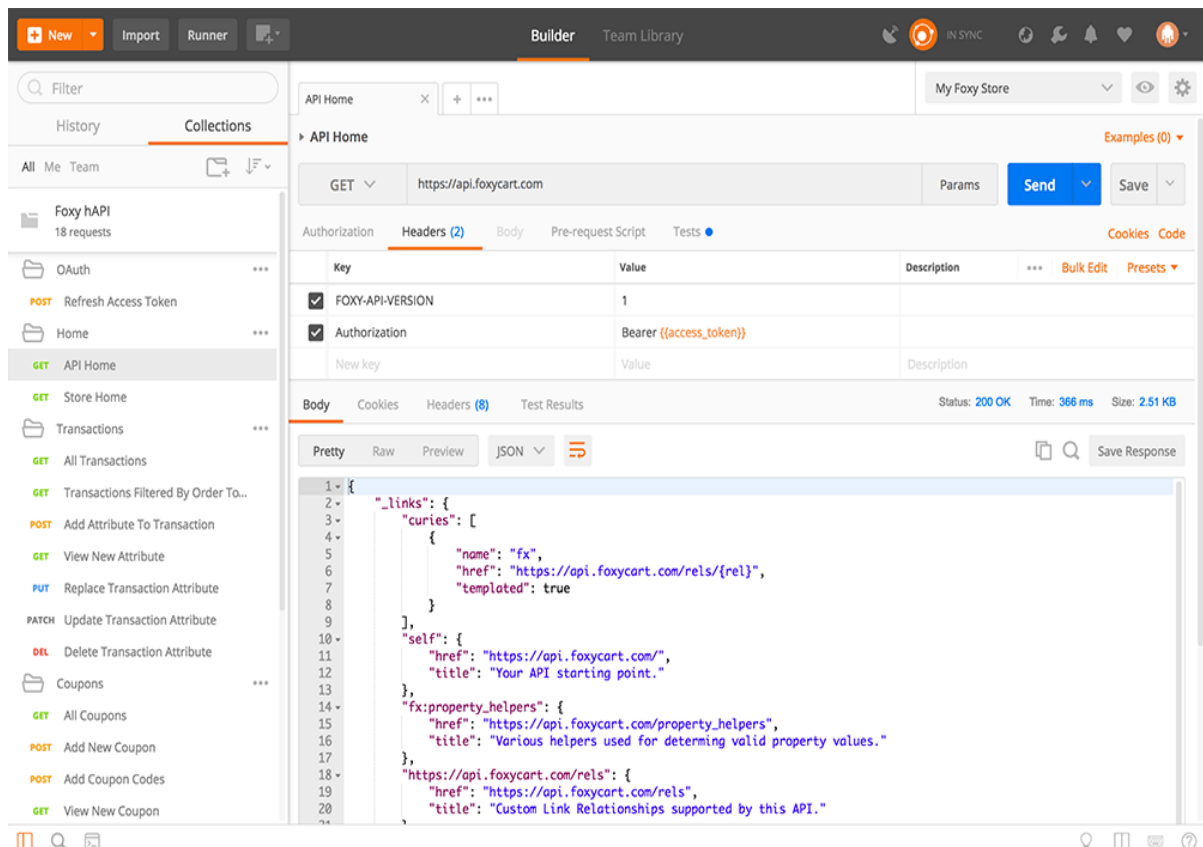 New Import Runner Builder Team Library IN SYNC
Filter
History Collections
All Me Team
Foxy hAPI
18 requests
OAuth
POST Refresh Access Token
Home
GET API Home
GET Store Home
Transactions
GET All Transactions
GET Transactions Filtered By Order To...
POST Add Attribute To Transaction
GET View New Attribute
PUT Replace Transaction Attribute
PATCH Update Transaction Attribute
DEL Delete Transaction Attribute
Coupons
GET All Coupons
POST Add New Coupon
POST Add Coupon Codes
GET View New Coupon
API Home × + ••• My Foxy Store
API Home Examples (0)
GET https://api.foxycart.com Params Send Save
Authorization Headers (2) Body Pre-request Script Tests Cookies Code
Key Value Description ••• Bulk Edit Presets
FOXY-API-VERSION 1
Authorization Bearer {{access_token}}
New key Value Description
Body Cookies Headers (8) Test Results Status: 200 OK Time: 366 ms Size: 2.51 KB
Pretty Raw Preview JSON Save Response
1 {
2 "_links": {
3 "curies": [
4 {
5 "name": "fx",
6 "href": "https://api.foxycart.com/rels/{rel}",
7 "templated": true
8 }
9 ],
10 "self": {
11 "href": "https://api.foxycart.com/",
12 "title": "Your API starting point."
13 },
14 "fx:property_helpers": {
15 "href": "https://api.foxycart.com/property_helpers",
16 "title": "Various helpers used for determing valid property values."
17 },
18 "https://api.foxycart.com/rels": {
19 "href": "https://api.foxycart.com/rels",
20 "title": "Custom Link Relationships supported by this API."